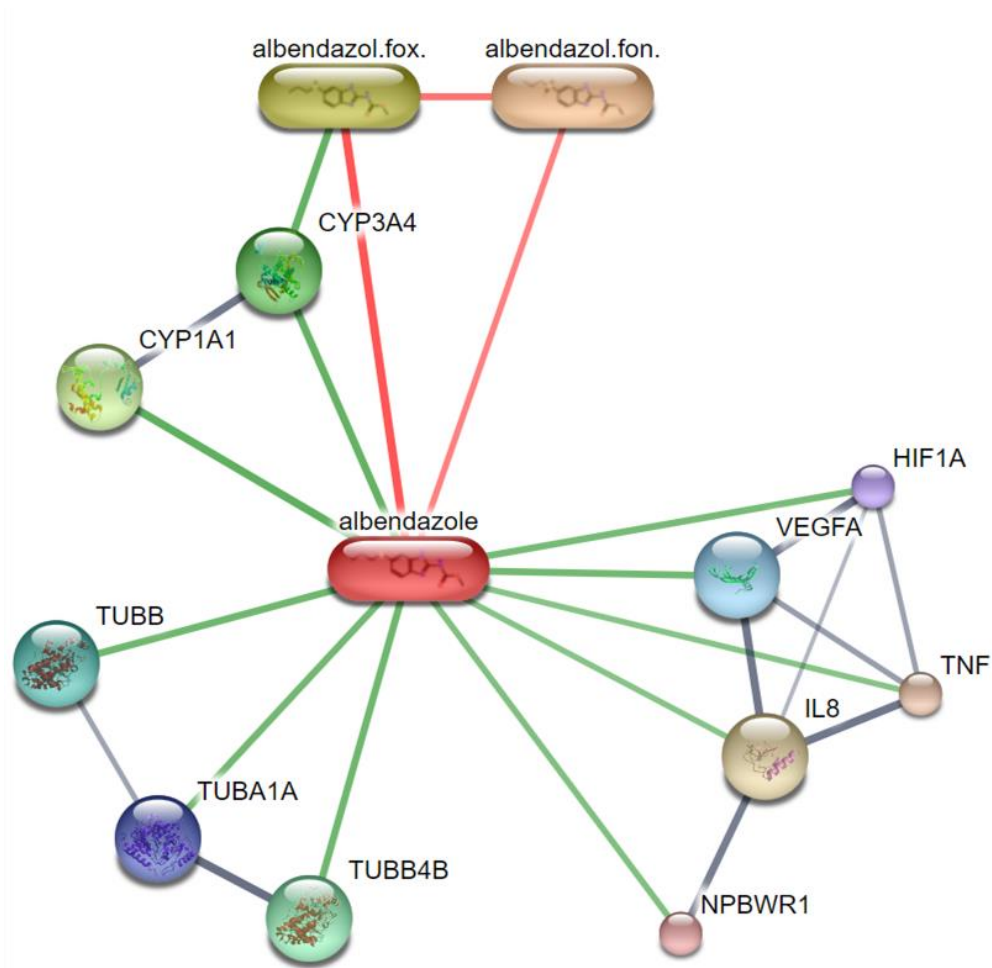 albendazol.fox.
albendazol.fon.
CYP3A4
CYP1A1
HIF1A
albendazole
VEGFA
TUBB
TNF
IL8
TUBA1A
TUBB4B
NPBWR1